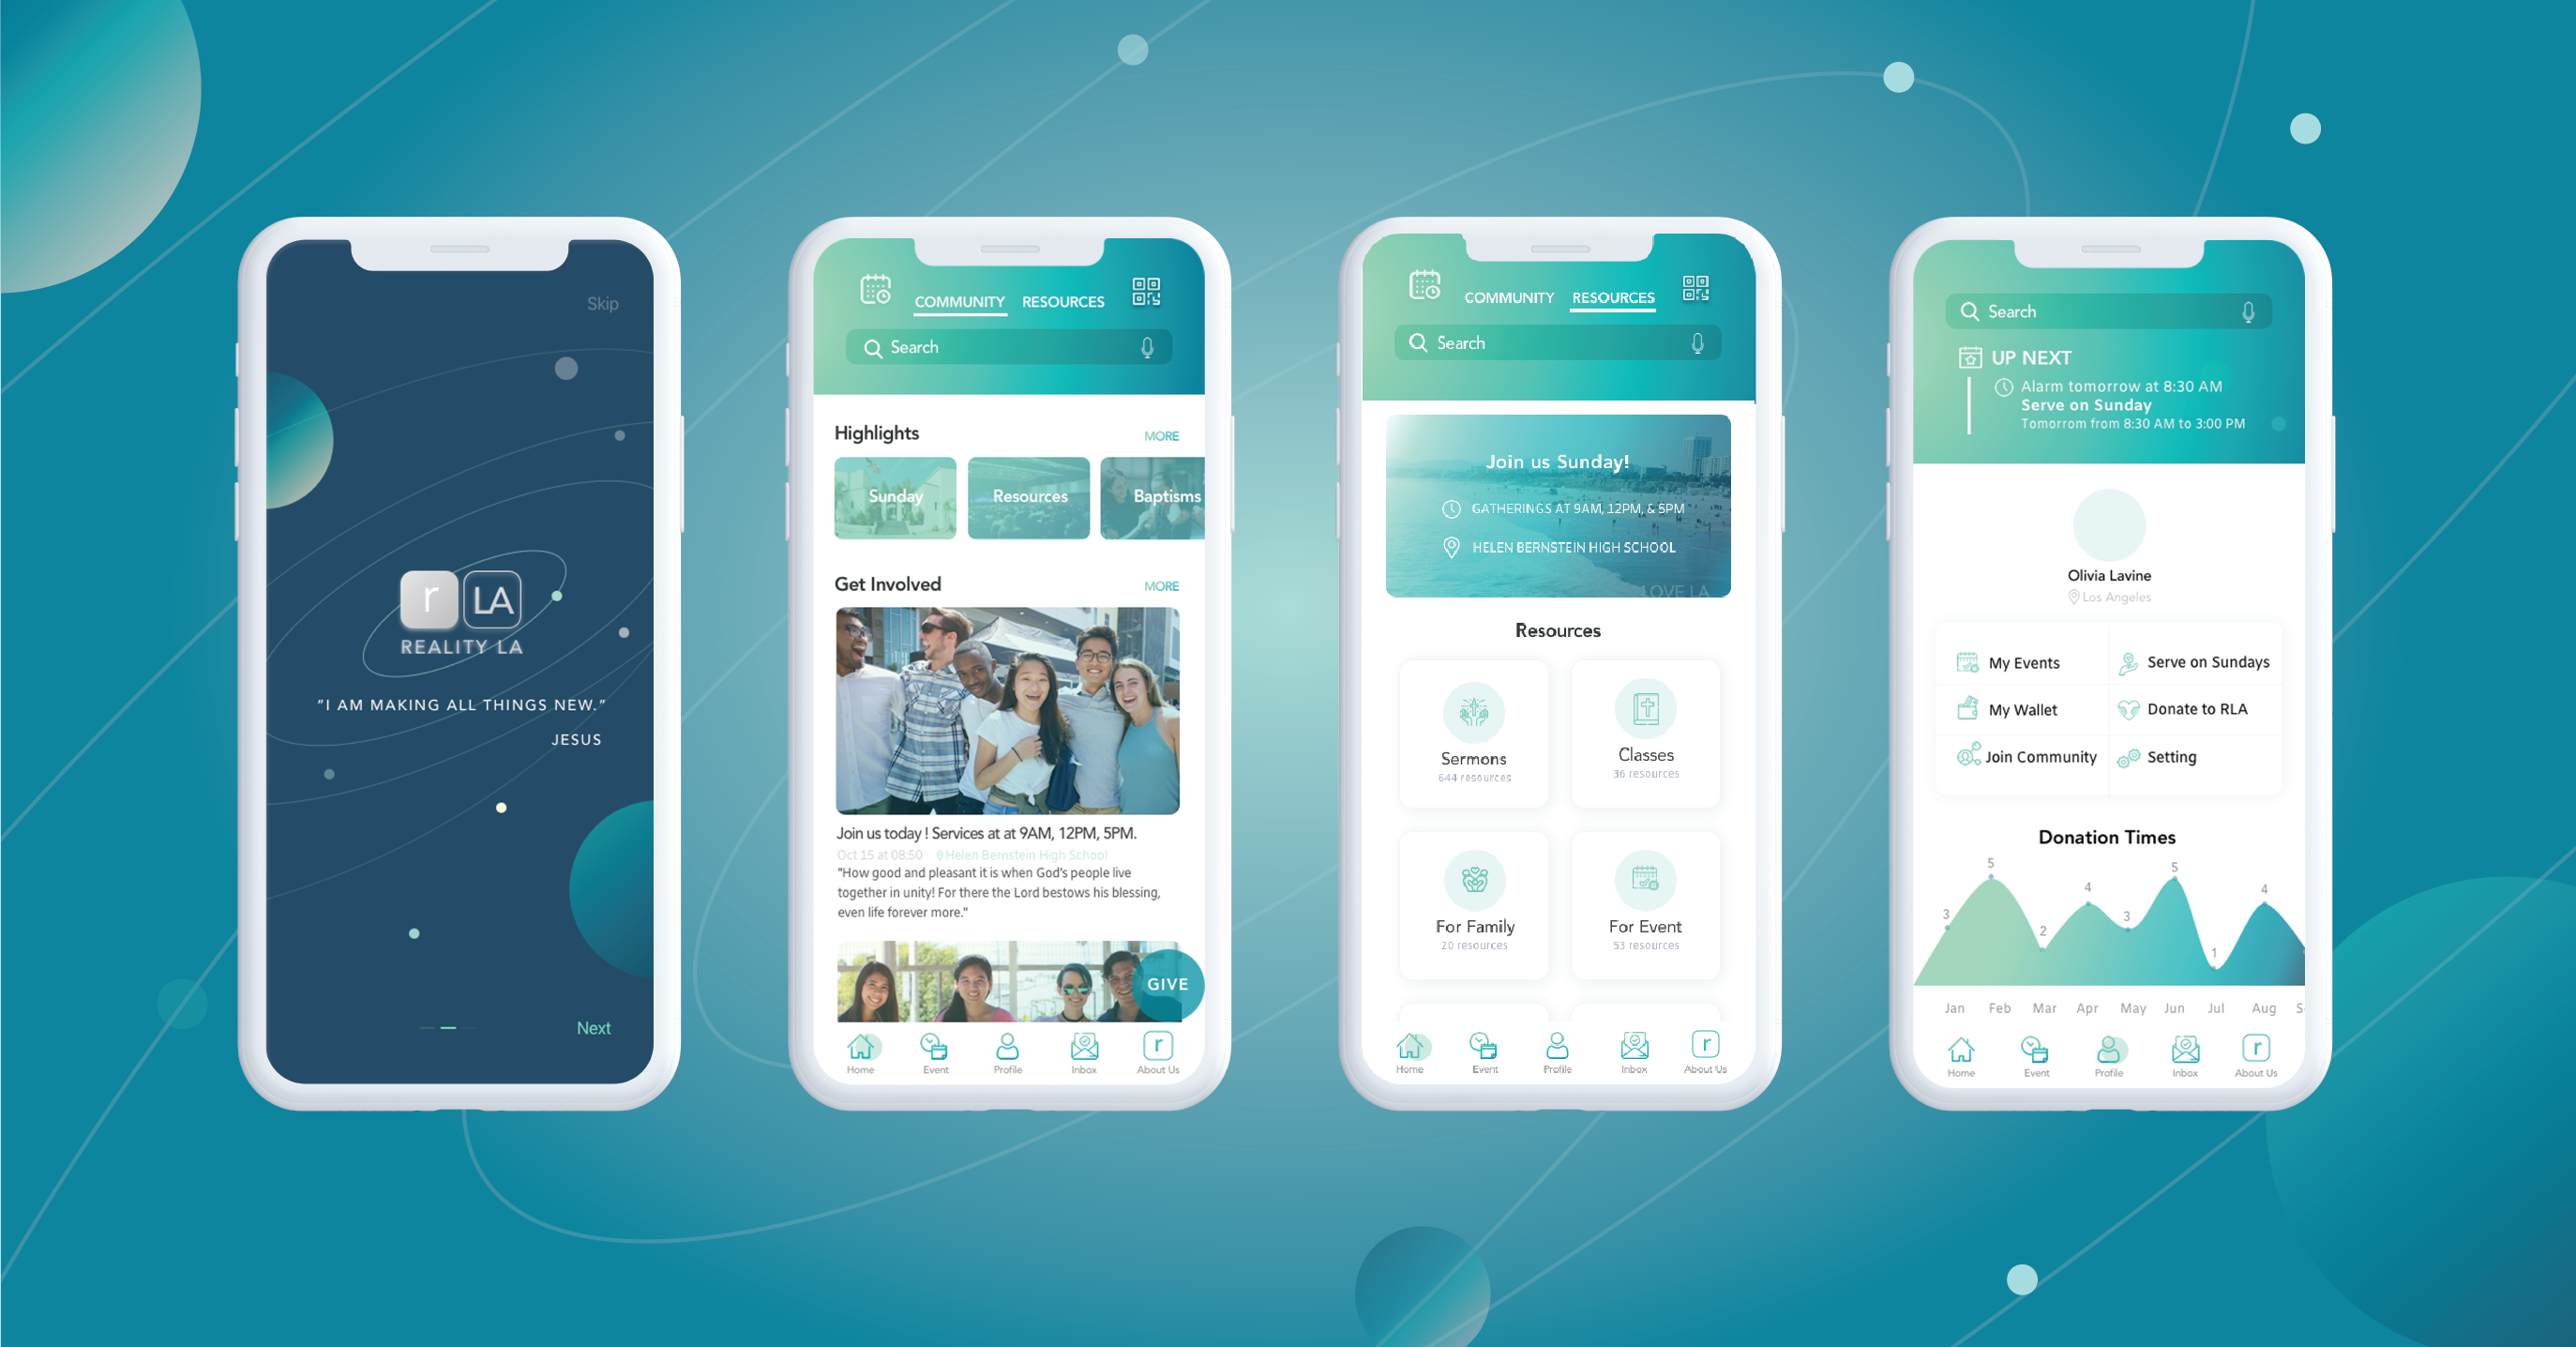 Skip
r LA
REALITY LA
"I AM MAKING ALL THINGS NEW."
JESUS
Next
COMMUNITY RESOURCES
Search
Highlights MORE
Sunday Resources Baptisms
Get Involved MORE
Join us today ! Services at at 9AM, 12PM, 5PM.
Oct 15 at 08:50 Helen Bernstein High School
"How good and pleasant it is when God's people live
together in unity! For there the Lord bestows his blessing,
even life forever more."
GIVE
Home Event Profile Inbox r About Us
COMMUNITY RESOURCES
Search
Join us Sunday!
GATHERINGS AT 9AM, 12PM, & 5PM
HELEN BERNSTEIN HIGH SCHOOL
LOVE LA
Resources
Sermons
644 resources
Classes
36 resources
For Family
20 resources
For Event
53 resources
Home Event Profile Inbox r About Us
Search
UP NEXT
Alarm tomorrow at 8:30 AM
Serve on Sunday
Tomorrom from 8:30 AM to 3:00 PM
Olivia Lavine
Los Angeles
My Events Serve on Sundays
My Wallet Donate to RLA
Join Community Setting
Donation Times
3 5 2 4 3 5 1 4
Jan Feb Mar Apr May Jun Jul Aug S
Home Event Profile Inbox r About Us